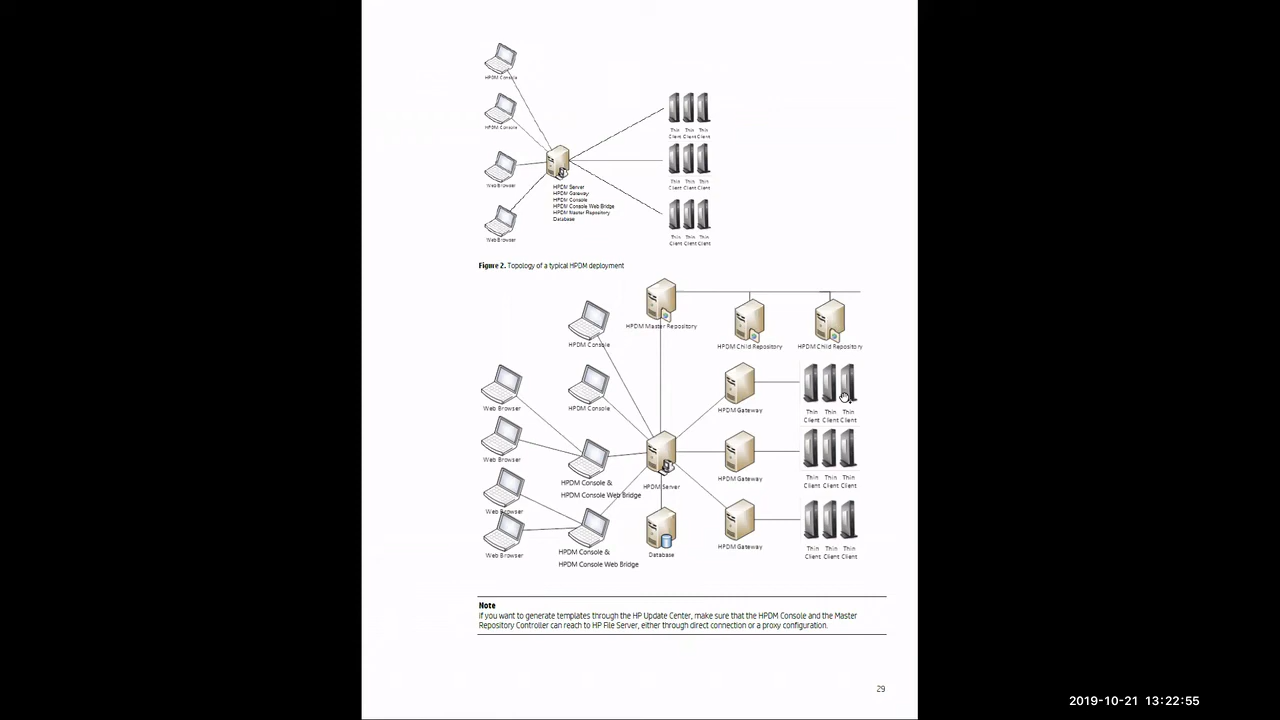 HPDM Console
HPDM Console
Thin Thin Thin
Client Client Client
Web Browser
Thin Thin Thin
Client Client Client
HPDM Server
HPDM Gateway
HPDM Console
HPDM Console Web Bridge
HPDM Master Repository
Database
Web Browser
Thin Thin Thin
Client Client Client
Figure 2. Topology of a typical HPDM deployment
HPDM Master Repository
HPDM Console
HPDM Child Repository
HPDM Child Repository
Web Browser
HPDM Console
HPDM Gateway
Thin Thin Thin
Client Client Client
Web Browser
HPDM Console &
HPDM Console Web Bridge
HPDM Server
HPDM Gateway
Thin Thin Thin
Client Client Client
Web Browser
Web Browser
HPDM Console &
HPDM Console Web Bridge
Database
HPDM Gateway
Thin Thin Thin
Client Client Client
Note
If you want to generate templates through the HP Update Center, make sure that the HPDM Console and the Master
Repository Controller can reach to HP File Server, either through direct connection or a proxy configuration.
29
2019-10-21 13:22:55